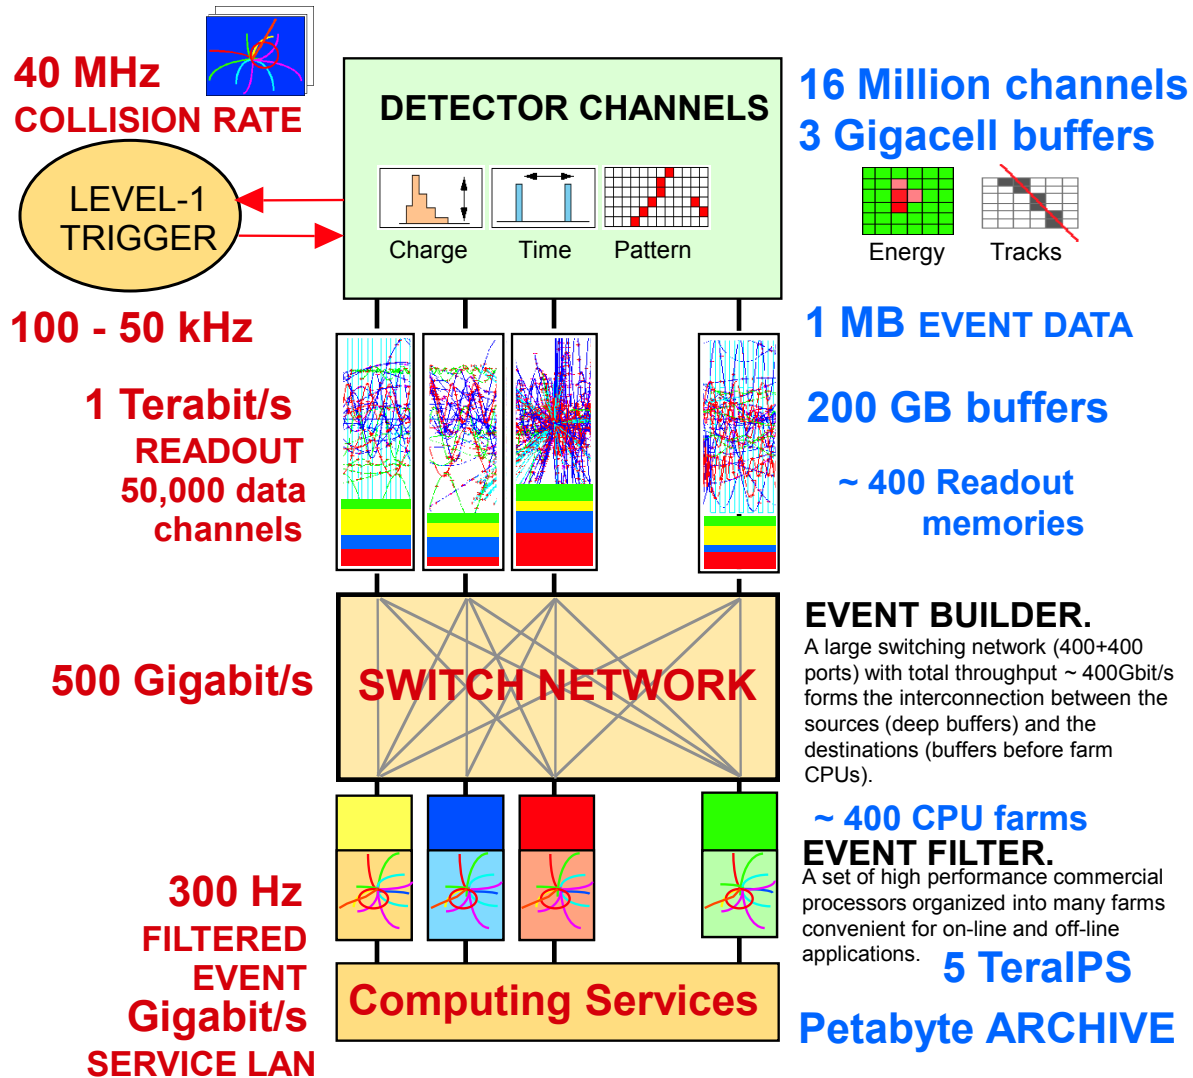 40 MHz
COLLISION RATE
LEVEL-1
TRIGGER
DETECTOR CHANNELS
Charge
Time
Pattern
16 Million channels
3 Gigacell buffers
Energy
Tracks
100 - 50 kHz
1 MB EVENT DATA
1 Terabit/s
READOUT
50,000 data
channels
200 GB buffers
~ 400 Readout
memories
500 Gigabit/s
SWITCH NETWORK
EVENT BUILDER.
A large switching network (400+400
ports) with total throughput ~ 400Gbit/s
forms the interconnection between the
sources (deep buffers) and the
destinations (buffers before farm
CPUs).
~ 400 CPU farms
EVENT FILTER.
A set of high performance commercial
processors organized into many farms
convenient for on-line and off-line
applications.
5 TeraIPS
300 Hz
FILTERED
EVENT
Gigabit/s
SERVICE LAN
Computing Services
Petabyte ARCHIVE